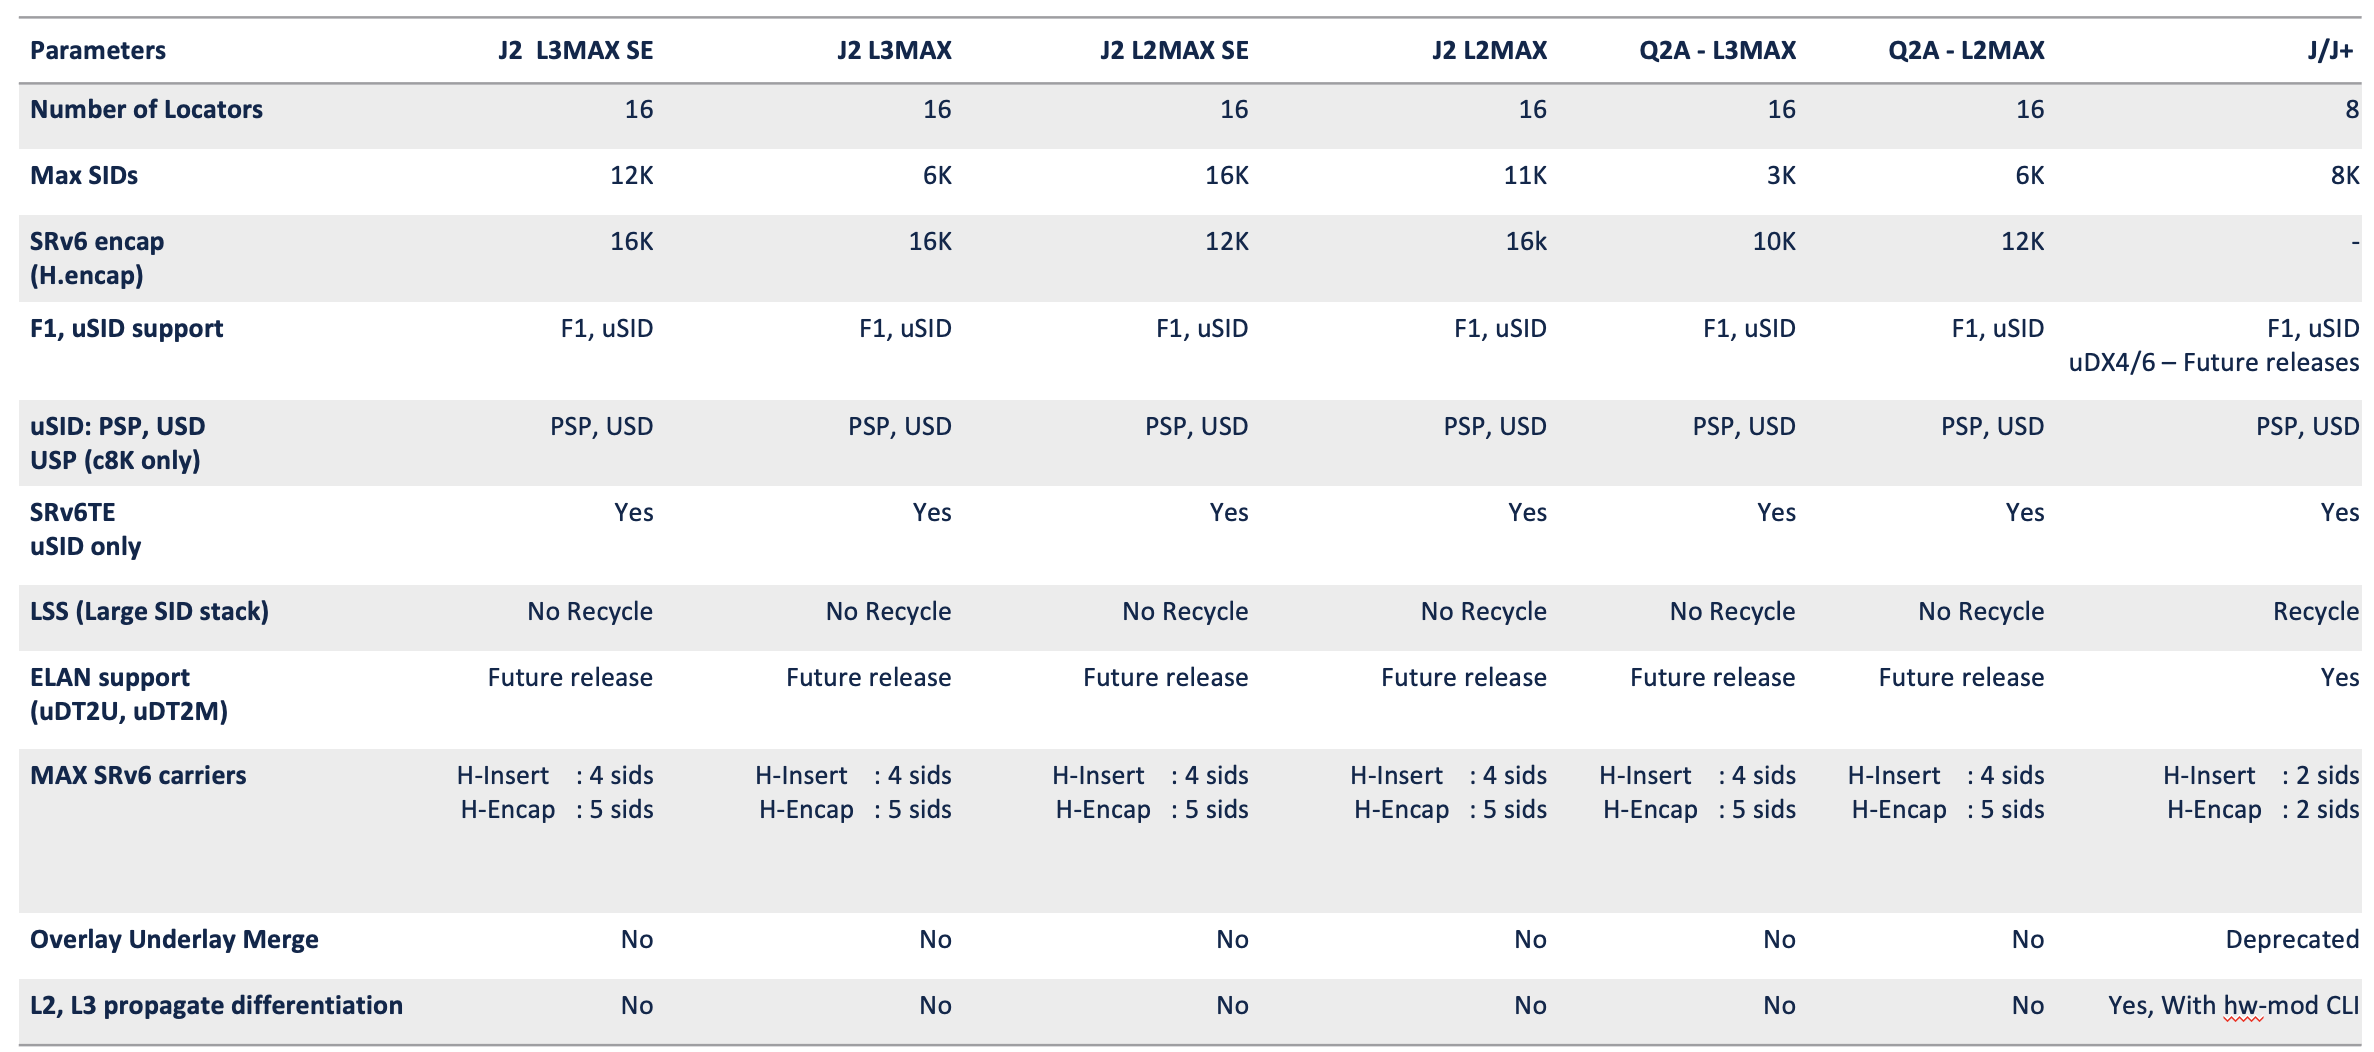 Parameters J2 L3MAX SE J2 L3MAX J2 L2MAX SE J2 L2MAX Q2A - L3MAX Q2A - L2MAX J/J+
Number of Locators 16 16 16 16 16 16 8
Max SIDs 12K 6K 16K 11K 3K 6K 8K
SRv6 encap 16K 16K 12K 16k 10K 12K -
(H.encap)
F1, uSID support F1, uSID F1, uSID F1, uSID F1, uSID F1, uSID F1, uSID F1, uSID
uDX4/6 – Future releases
uSID: PSP, USD PSP, USD PSP, USD PSP, USD PSP, USD PSP, USD PSP, USD PSP, USD
USP (c8K only)
SRv6TE Yes Yes Yes Yes Yes Yes Yes
uSID only
LSS (Large SID stack) No Recycle No Recycle No Recycle No Recycle No Recycle No Recycle Recycle
ELAN support Future release Future release Future release Future release Future release Future release Yes
(uDT2U, uDT2M)
MAX SRv6 carriers H-Insert : 4 sids H-Insert : 4 sids H-Insert : 4 sids H-Insert : 4 sids H-Insert : 4 sids H-Insert : 4 sids H-Insert : 2 sids
H-Encap : 5 sids H-Encap : 5 sids H-Encap : 5 sids H-Encap : 5 sids H-Encap : 5 sids H-Encap : 5 sids H-Encap : 2 sids
Overlay Underlay Merge No No No No No No Deprecated
L2, L3 propagate differentiation No No No No No No Yes, With hw-mod CLI